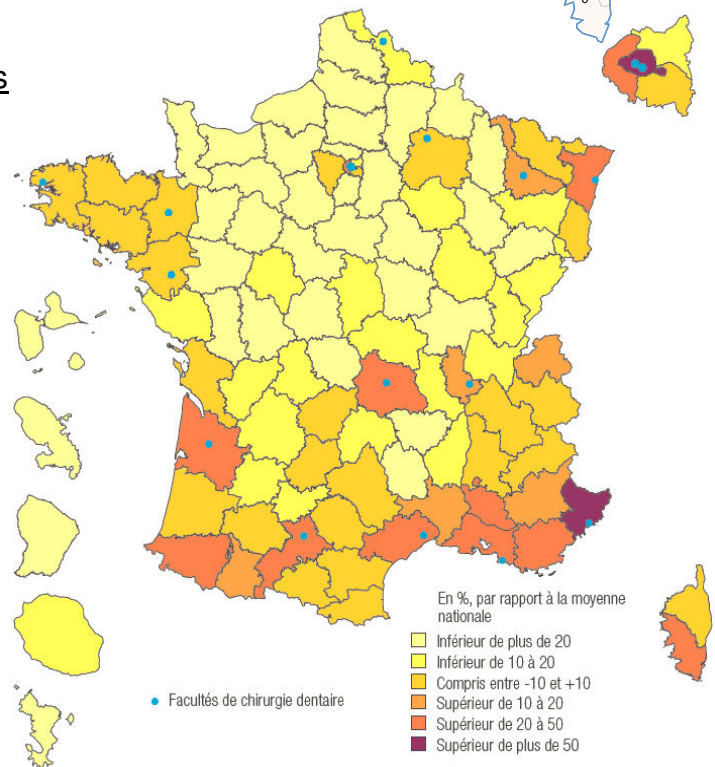 s
En %, par rapport à la moyenne
nationale
Inférieur de plus de 20
Inférieur de 10 à 20
Compris entre -10 et +10
Supérieur de 10 à 20
Supérieur de 20 à 50
Supérieur de plus de 50
Facultés de chirurgie dentaire